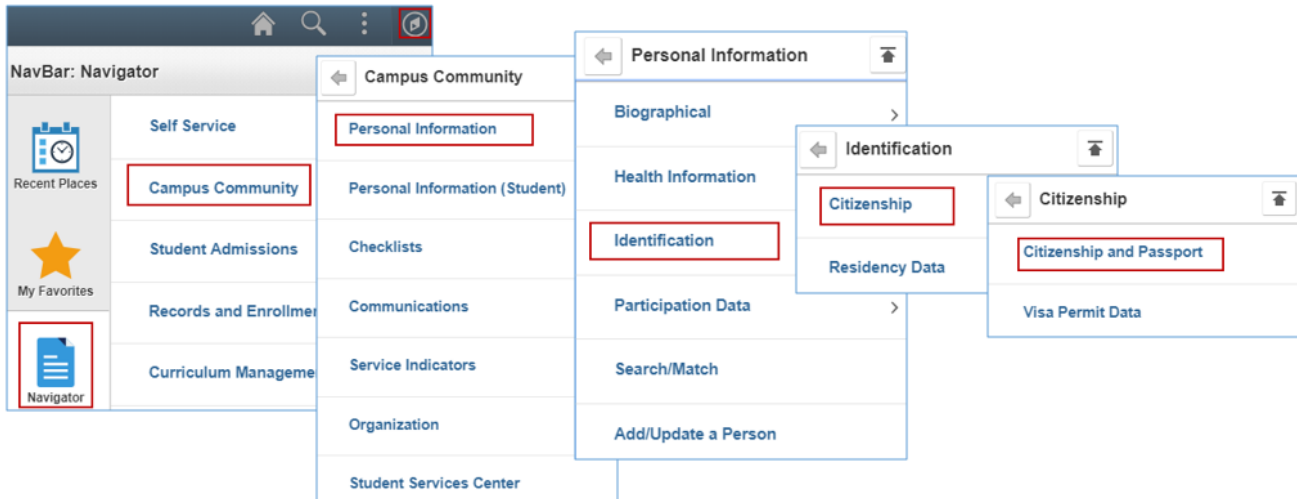 NavBar: Navigator
Recent Places
My Favorites
Navigator
Self Service
Campus Community
Student Admissions
Records and Enrollmen
Curriculum Manageme
Campus Community
Personal Information
Personal Information (Student)
Checklists
Communications
Service Indicators
Organization
Student Services Center
Personal Information
Biographical
Health Information
Identification
Participation Data
Search/Match
Add/Update a Person
Identification
Citizenship
Residency Data
Citizenship
Citizenship and Passport
Visa Permit Data